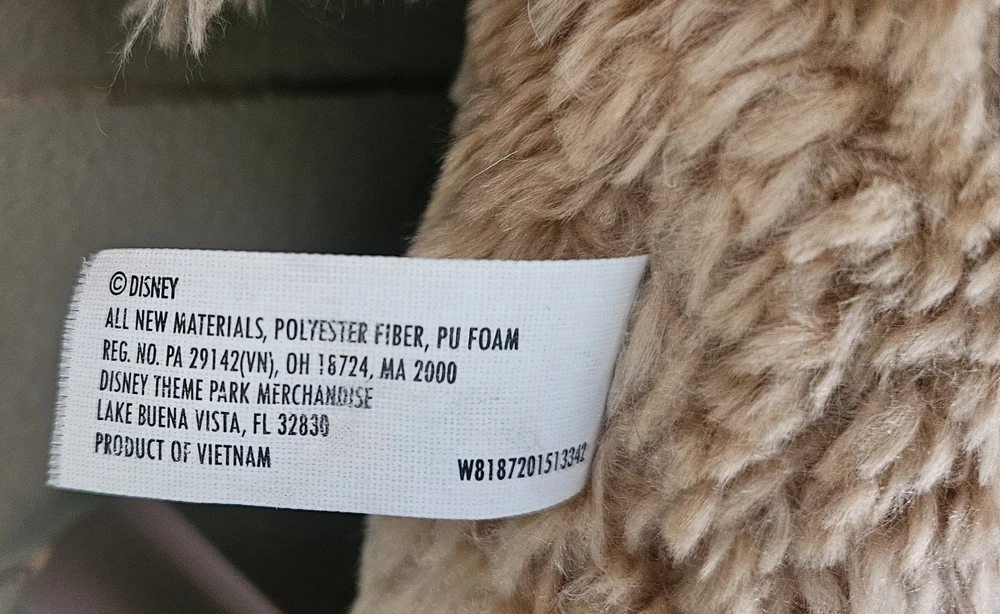 © DISNEY
ALL NEW MATERIALS, POLYESTER FIBER, PU FOAM
REG. NO. PA 29142(VN), OH 18724, MA 2000
DISNEY THEME PARK MERCHANDISE
LAKE BUENA VISTA, FL 32830
PRODUCT OF VIETNAM
W8187201513342